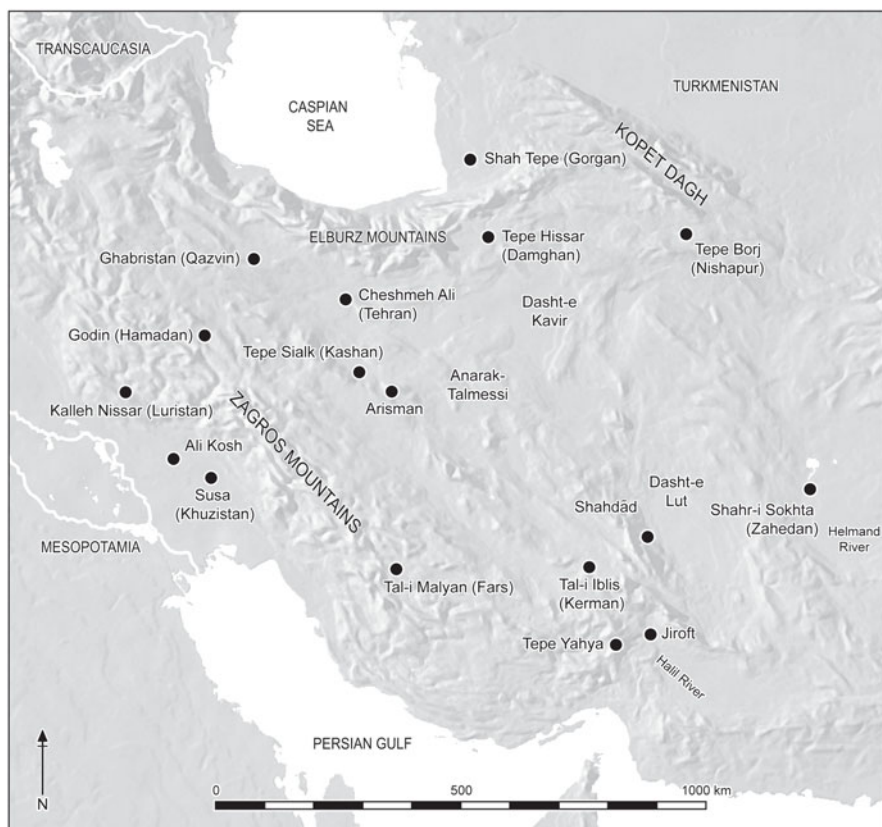 TRANSCAUCASIA
CASPIAN
SEA
TURKMENISTAN
KOPET DAGH
Shah Tepe (Gorgan)
ELBURZ MOUNTAINS
Tepe Hissar
(Damghan)
Tepe Borj
(Nishapur)
Ghabristan (Qazvin)
Cheshmeh Ali
(Tehran)
Dasht-e
Kavir
Godin (Hamadan)
Tepe Sialk (Kashan)
Anarak-
Talmessi
Arisman
Kalleh Nissar (Luristan)
ZAGROS MOUNTAINS
Ali Kosh
Susa
(Khuzistan)
Dasht-e
Lut
Shahdād
Shahr-i Sokhta
(Zahedan)
Helmand
River
MESOPOTAMIA
Tal-i Malyan (Fars)
Tal-i Iblis
(Kerman)
Tepe Yahya
Jiroft
Halil River
PERSIAN GULF
N
0 500 1000 km